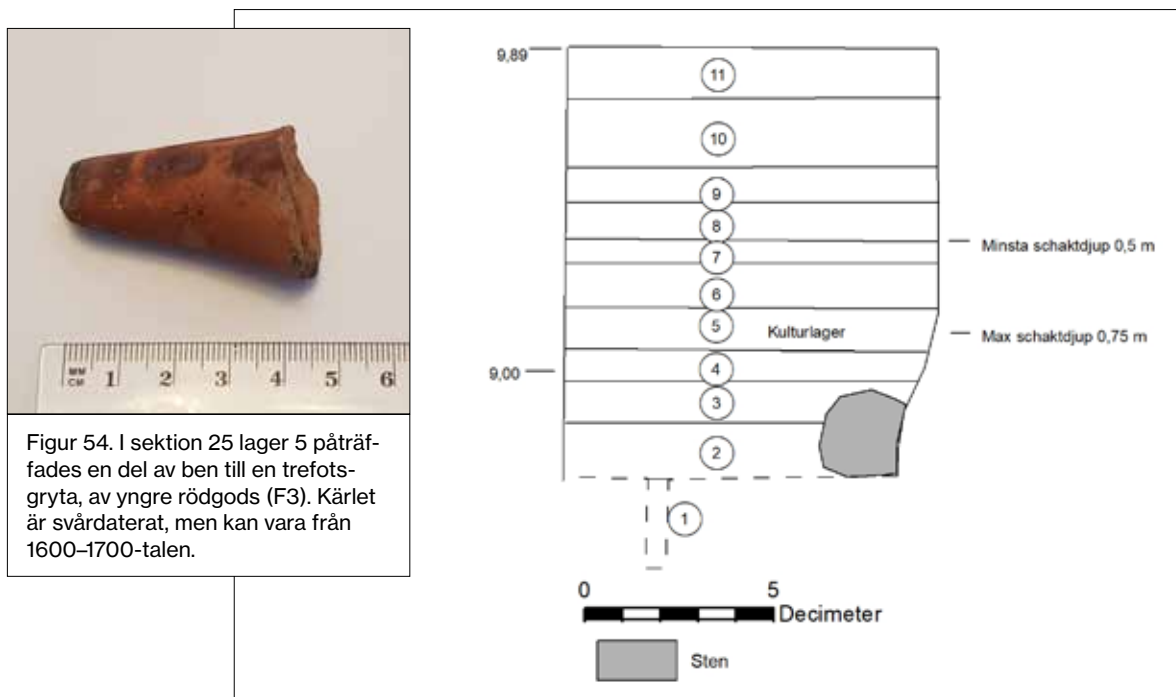 MM
CM
1
2
3
4
5
6
Figur 54. I sektion 25 lager 5 påträf-
fades en del av ben till en trefots-
gryta, av yngre rödgods (F3). Kärlet
är svårdaterat, men kan vara från
1600–1700-talen.
9,89
11
10
9
8
Minsta schaktdjup 0,5 m
7
6
5
Kulturlager
Max schaktdjup 0,75 m
9,00
4
3
2
1
0
5
Decimeter
Sten